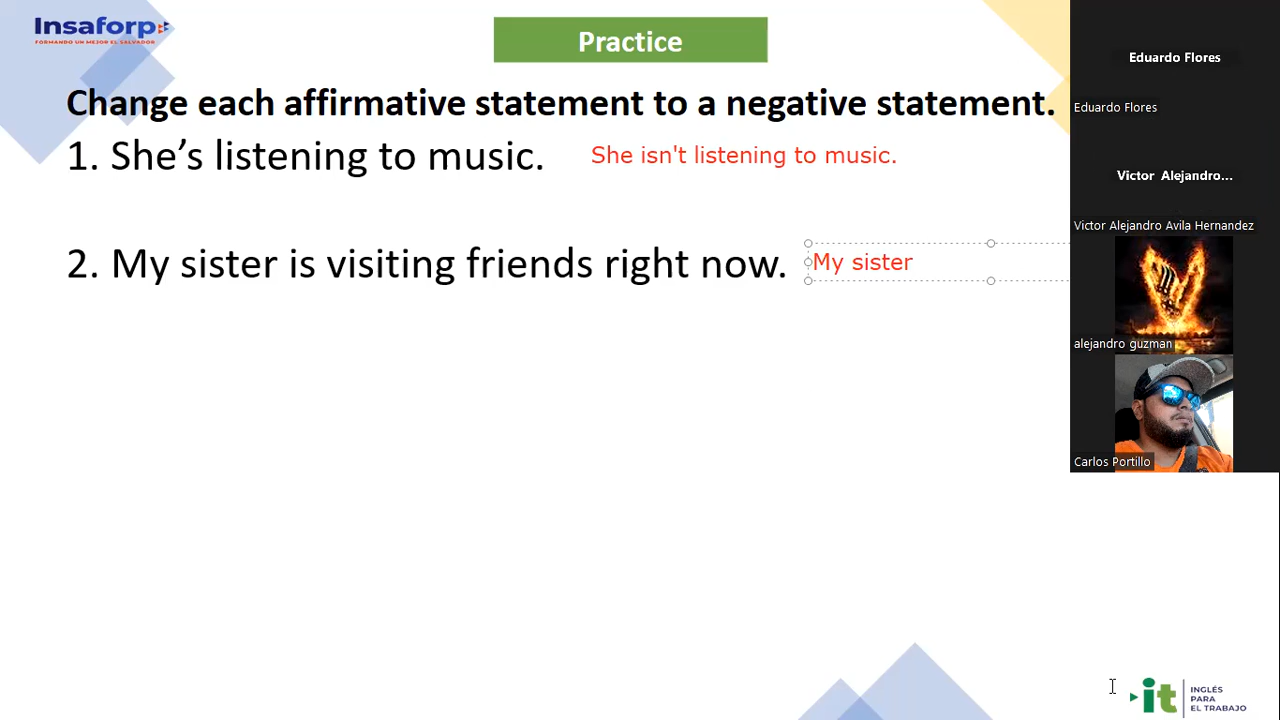 Insaforp
FORMANDO UN MEJOR EL SALVADOR
Practice
Change each affirmative statement to a negative statement.
1. She’s listening to music.
She isn't listening to music.
2. My sister is visiting friends right now.
My sister
Eduardo Flores
Eduardo Flores
Victor Alejandro...
Victor Alejandro Avila Hernandez
alejandro guzman
Carlos Portillo
it
INGLÉS
PARA
EL TRABAJO